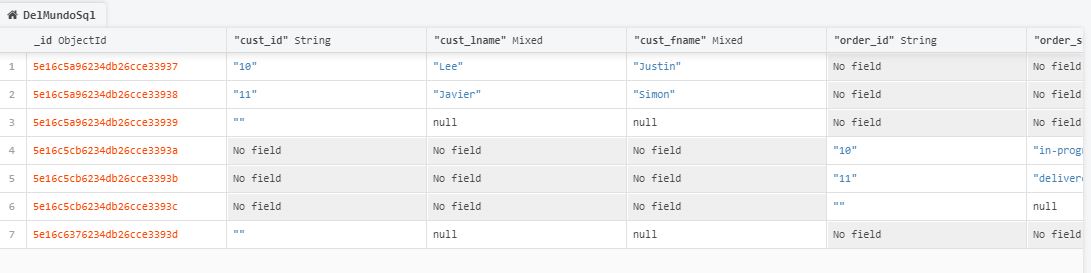 DelMundoSql
_id ObjectId "cust_id" String "cust_lname" Mixed "cust_fname" Mixed "order_id" String "order_s
1 5e16c5a96234db26cce33937 "10" "Lee" "Justin" No field No field
2 5e16c5a96234db26cce33938 "11" "Javier" "Simon" No field No field
3 5e16c5a96234db26cce33939 "" null null No field No field
4 5e16c5cb6234db26cce3393a No field No field No field "10" "in-prog
5 5e16c5cb6234db26cce3393b No field No field No field "11" "deliver
6 5e16c5cb6234db26cce3393c No field No field No field "" null
7 5e16c6376234db26cce3393d "" null null No field No field